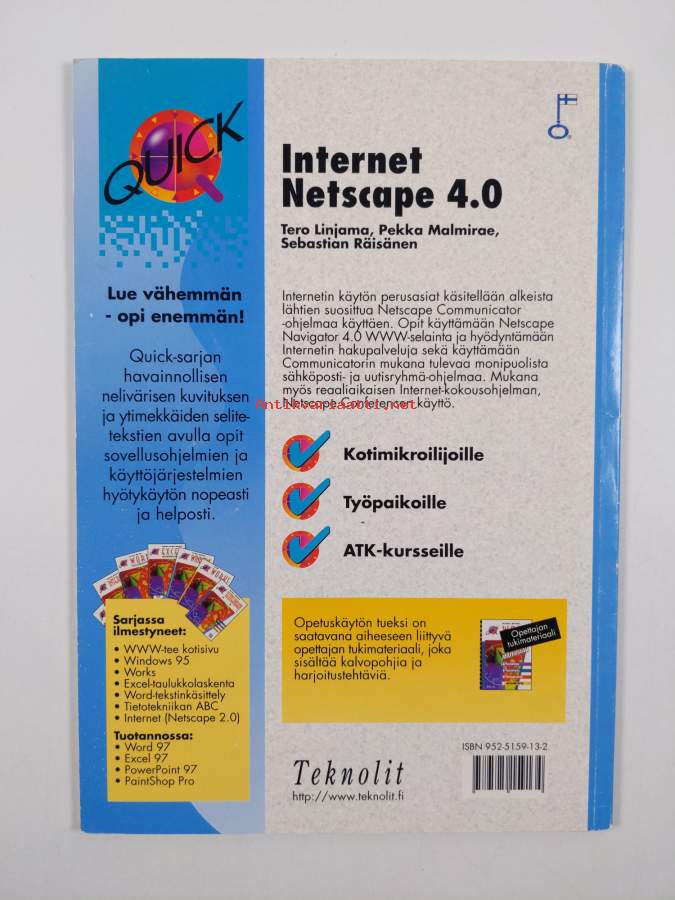 QUICK
Lue vähemmän
- opi enemmän!
Quick-sarjan
havainnollisen
nelivärisen kuvituksen
ja ytimekkäiden selite-
tekstien avulla opit
sovellusohjelmien ja
käyttöjärjestelmien
hyötykäytön nopeasti
ja helposti.
Sarjassa
ilmestyneet:
• WWW-tee kotisivu
• Windows 95
• Works
• Excel-taulukkolaskenta
• Word-tekstinkäsittely
• Tietotekniikan ABC
• Internet (Netscape 2.0)
Tuotannossa:
• Word 97
• Excel 97
• PowerPoint 97
• PaintShop Pro
Internet
Netscape 4.0
Tero Linjama, Pekka Malmirae,
Sebastian Räisänen
Internetin käytön perusasiat käsitellään alkeista
lähtien suosittua Netscape Communicator
-ohjelmaa käyttäen. Opit käyttämään Netscape
Navigator 4.0 WWW-selainta ja hyödyntämään
Internetin hakupalveluja sekä käyttämään
Communicatorin mukana tulevaa monipuolista
sähköposti- ja uutisryhmä-ohjelmaa. Mukana
myös reaaliaikaisen Internet-kokousohjelman,
Netscape Conferencen käyttö.
Antikvariaatti.net
Kotimikroilijoille
Työpaikoille
ATK-kursseille
Opetuskäytön tueksi on
saatavana aiheeseen liittyvä
opettajan tukimateriaali, joka
sisältää kalvopohjia ja
harjoitustehtäviä.
Opettajan
tukimateriaali
ISBN 952-5159-13-2
Teknolit
http://www.teknolit.fi